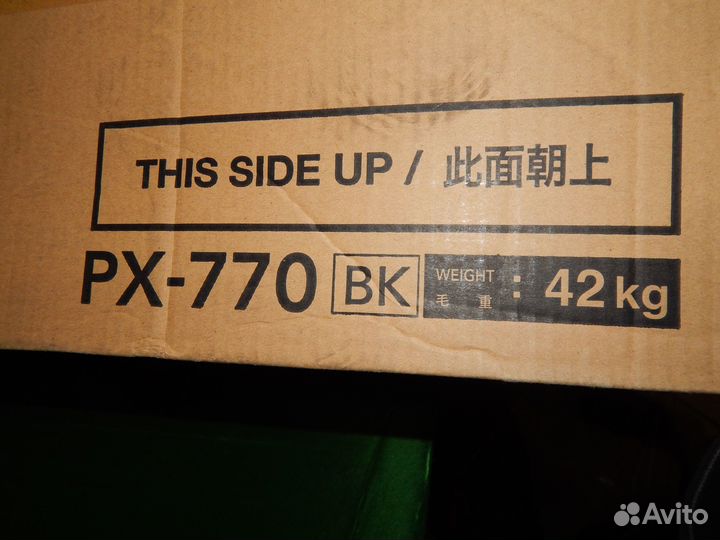 THIS SIDE UP / 此面朝上
PX-770 BK WEIGHT : 42 kg
毛重
Avito